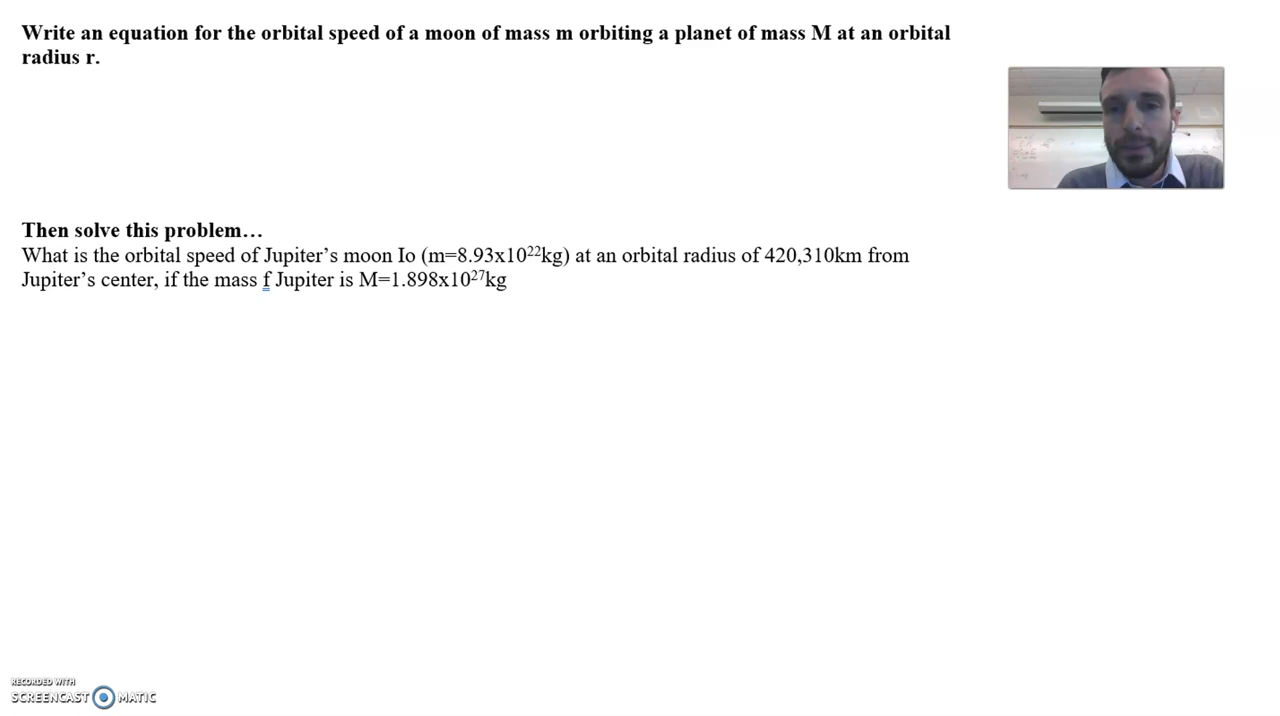 Write an equation for the orbital speed of a moon of mass m orbiting a planet of mass M at an orbital
radius r.
Then solve this problem…
What is the orbital speed of Jupiter’s moon Io (m=8.93x10²²kg) at an orbital radius of 420,310km from
Jupiter’s center, if the mass f Jupiter is M=1.898x10²⁷kg
RECORDED WITH
SCREENCAST MATIC